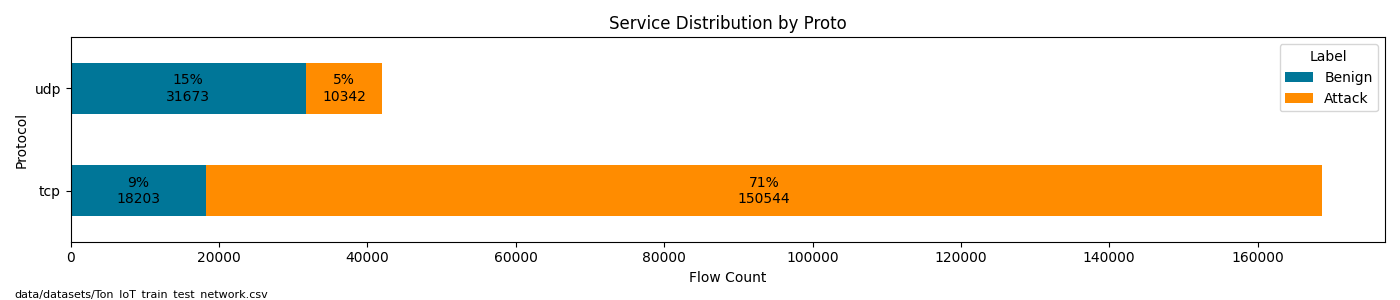 Service Distribution by Proto
Label
Benign
Attack
Protocol
udp
15%
31673
5%
10342
tcp
9%
18203
71%
150544
0 20000 40000 60000 80000 100000 120000 140000 160000
Flow Count
data/datasets/Ton_IoT_train_test_network.csv